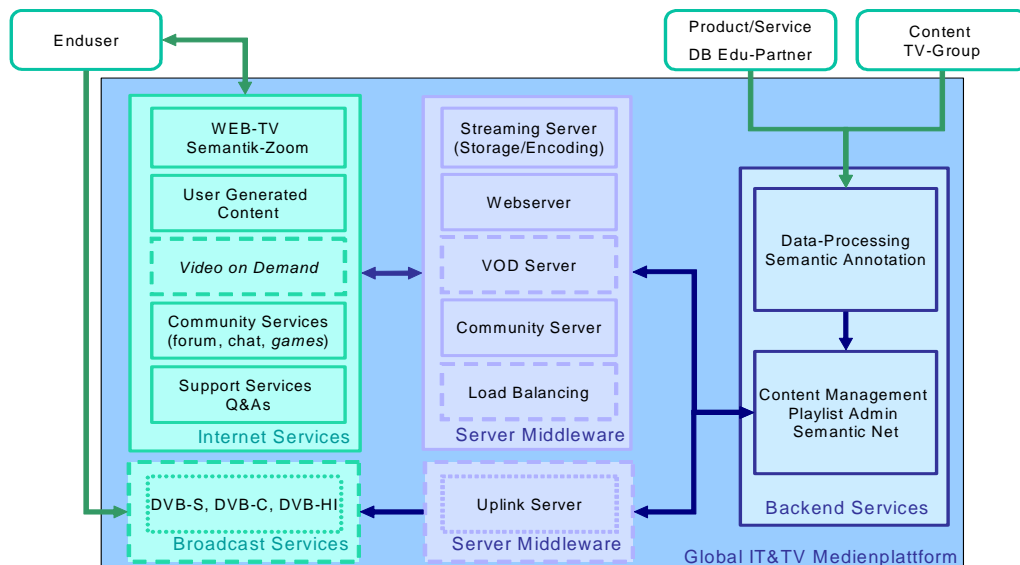 Enduser
Product/Service
DB Edu-Partner
Content
TV-Group
WEB-TV
Semantik-Zoom
User Generated
Content
Video on Demand
Community Services
(forum, chat, games)
Support Services
Q&As
Internet Services
Streaming Server
(Storage/Encoding)
Webserver
VOD Server
Community Server
Load Balancing
Server Middleware
Data-Processing
Semantic Annotation
Content Management
Playlist Admin
Semantic Net
Backend Services
DVB-S, DVB-C, DVB-HI
Broadcast Services
Uplink Server
Server Middleware
Global IT&TV Medienplattform